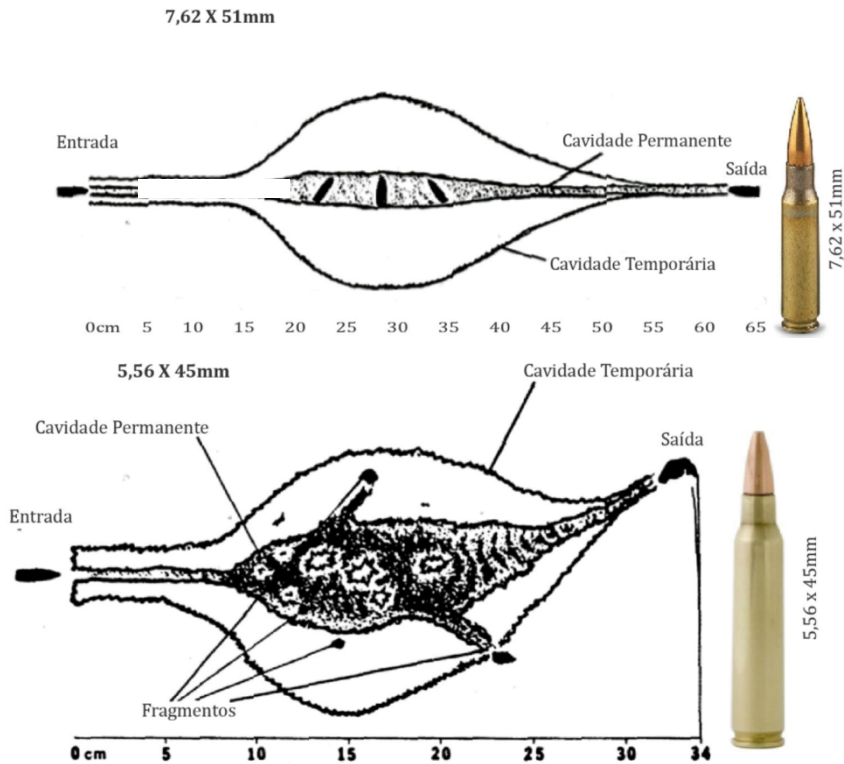 7,62 X 51mm
Entrada
Cavidade Permanente
Saída
Cavidade Temporária
7,62 x 51mm
0cm 5 10 15 20 25 30 35 40 45 50 55 60 65
5,56 X 45mm
Cavidade Temporária
Cavidade Permanente
Saída
Entrada
5,56 x 45mm
Fragmentos
0 cm 5 10 15 20 25 30 34